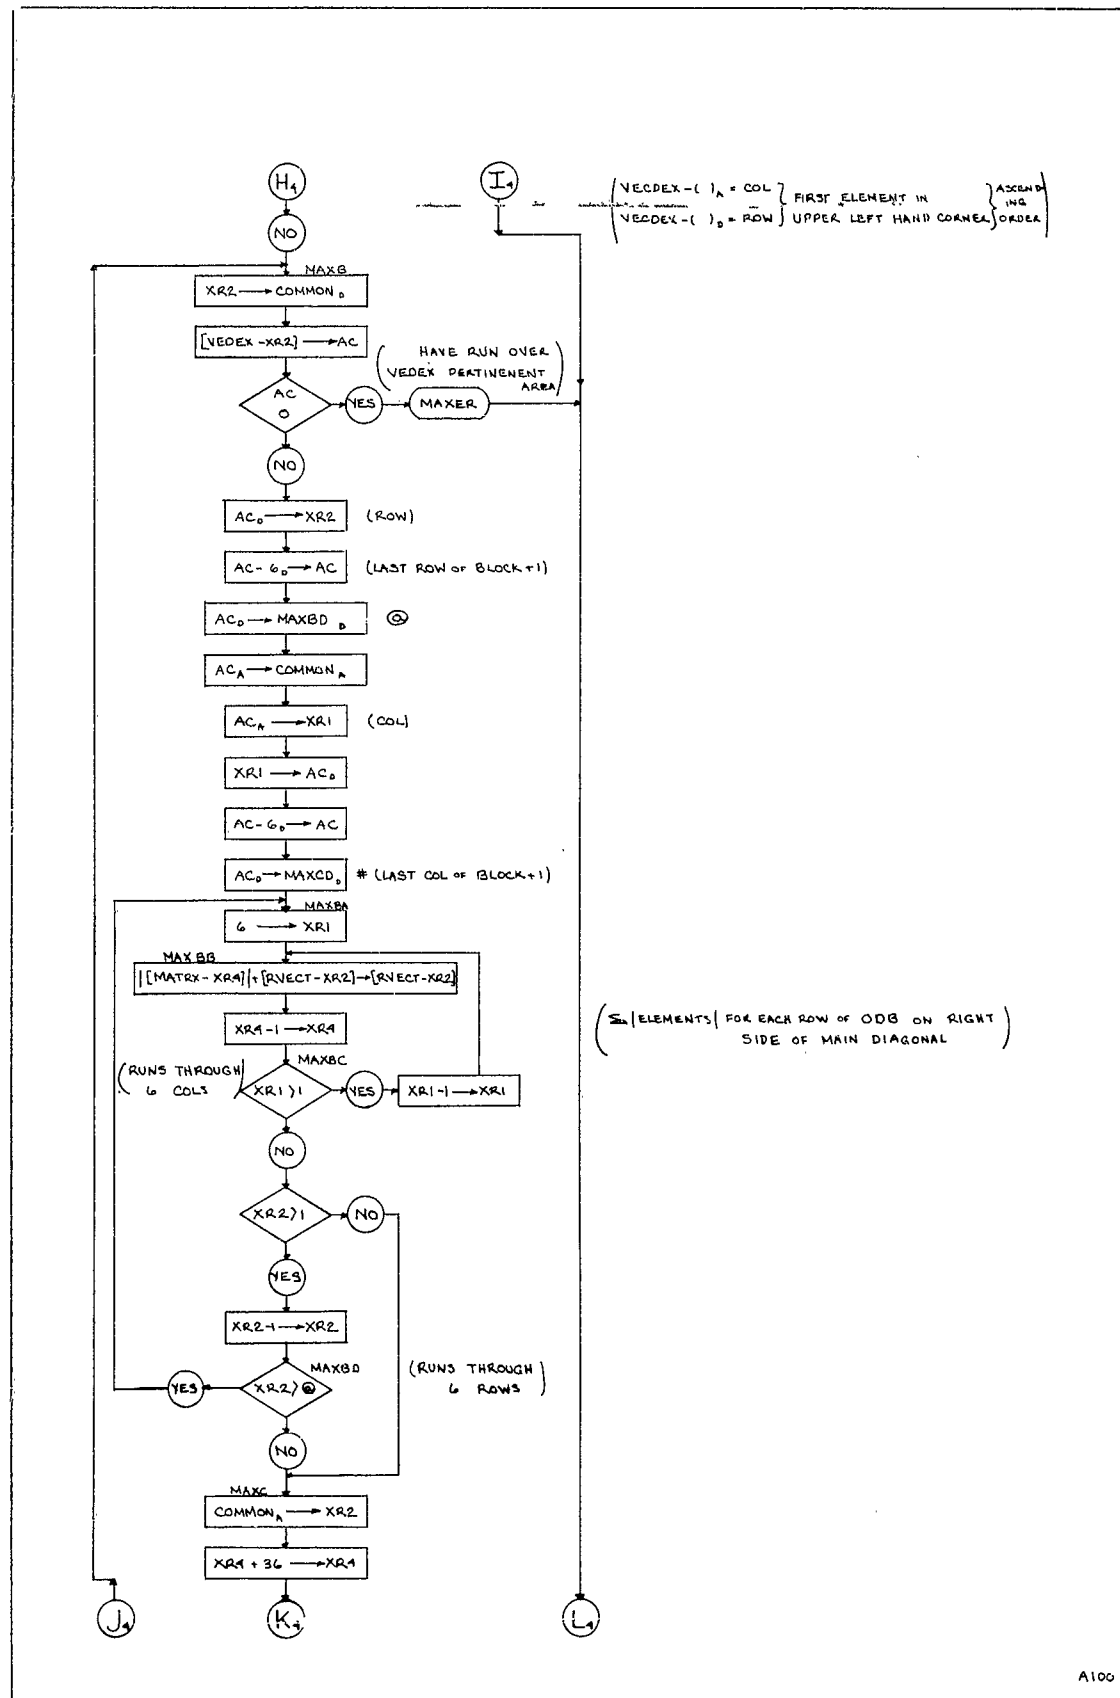 H4
I4
VECDEX-( )A = COL } FIRST ELEMENT IN } ASCEND
VECDEX-( )D = ROW } UPPER LEFT HAND CORNER } ING ORDER
NO
MAXB
XR2 → COMMON D
[VEDEX-XR2] → AC
(HAVE RUN OVER
VEDEX PERTINENENT
AREA)
AC
0
YES
MAXER
NO
ACD → XR2 (ROW)
AC-6D → AC (LAST ROW OF BLOCK+1)
ACD → MAXBD D @
ACA → COMMON A
ACA → XR1 (COL)
XR1 → ACD
AC-6D → AC
ACD → MAXCDD # (LAST COL OF BLOCK+1)
MAXBA
6 → XR1
MAXBB
|[MATRX-XR4]|+[RVECT-XR2]→[RVECT-XR2]
(Σ|ELEMENTS| FOR EACH ROW OF ODB ON RIGHT
SIDE OF MAIN DIAGONAL)
XR4-1 → XR4
MAXBC
(RUNS THROUGH
6 COLS)
XR1>1
YES
XR1-1 → XR1
NO
XR2>1
NO
YES
XR2-1 → XR2
MAXBD
(RUNS THROUGH
6 ROWS)
YES
XR2>@
NO
MAXC
COMMON A → XR2
XR4+36 → XR4
J4
K4
L4
A100